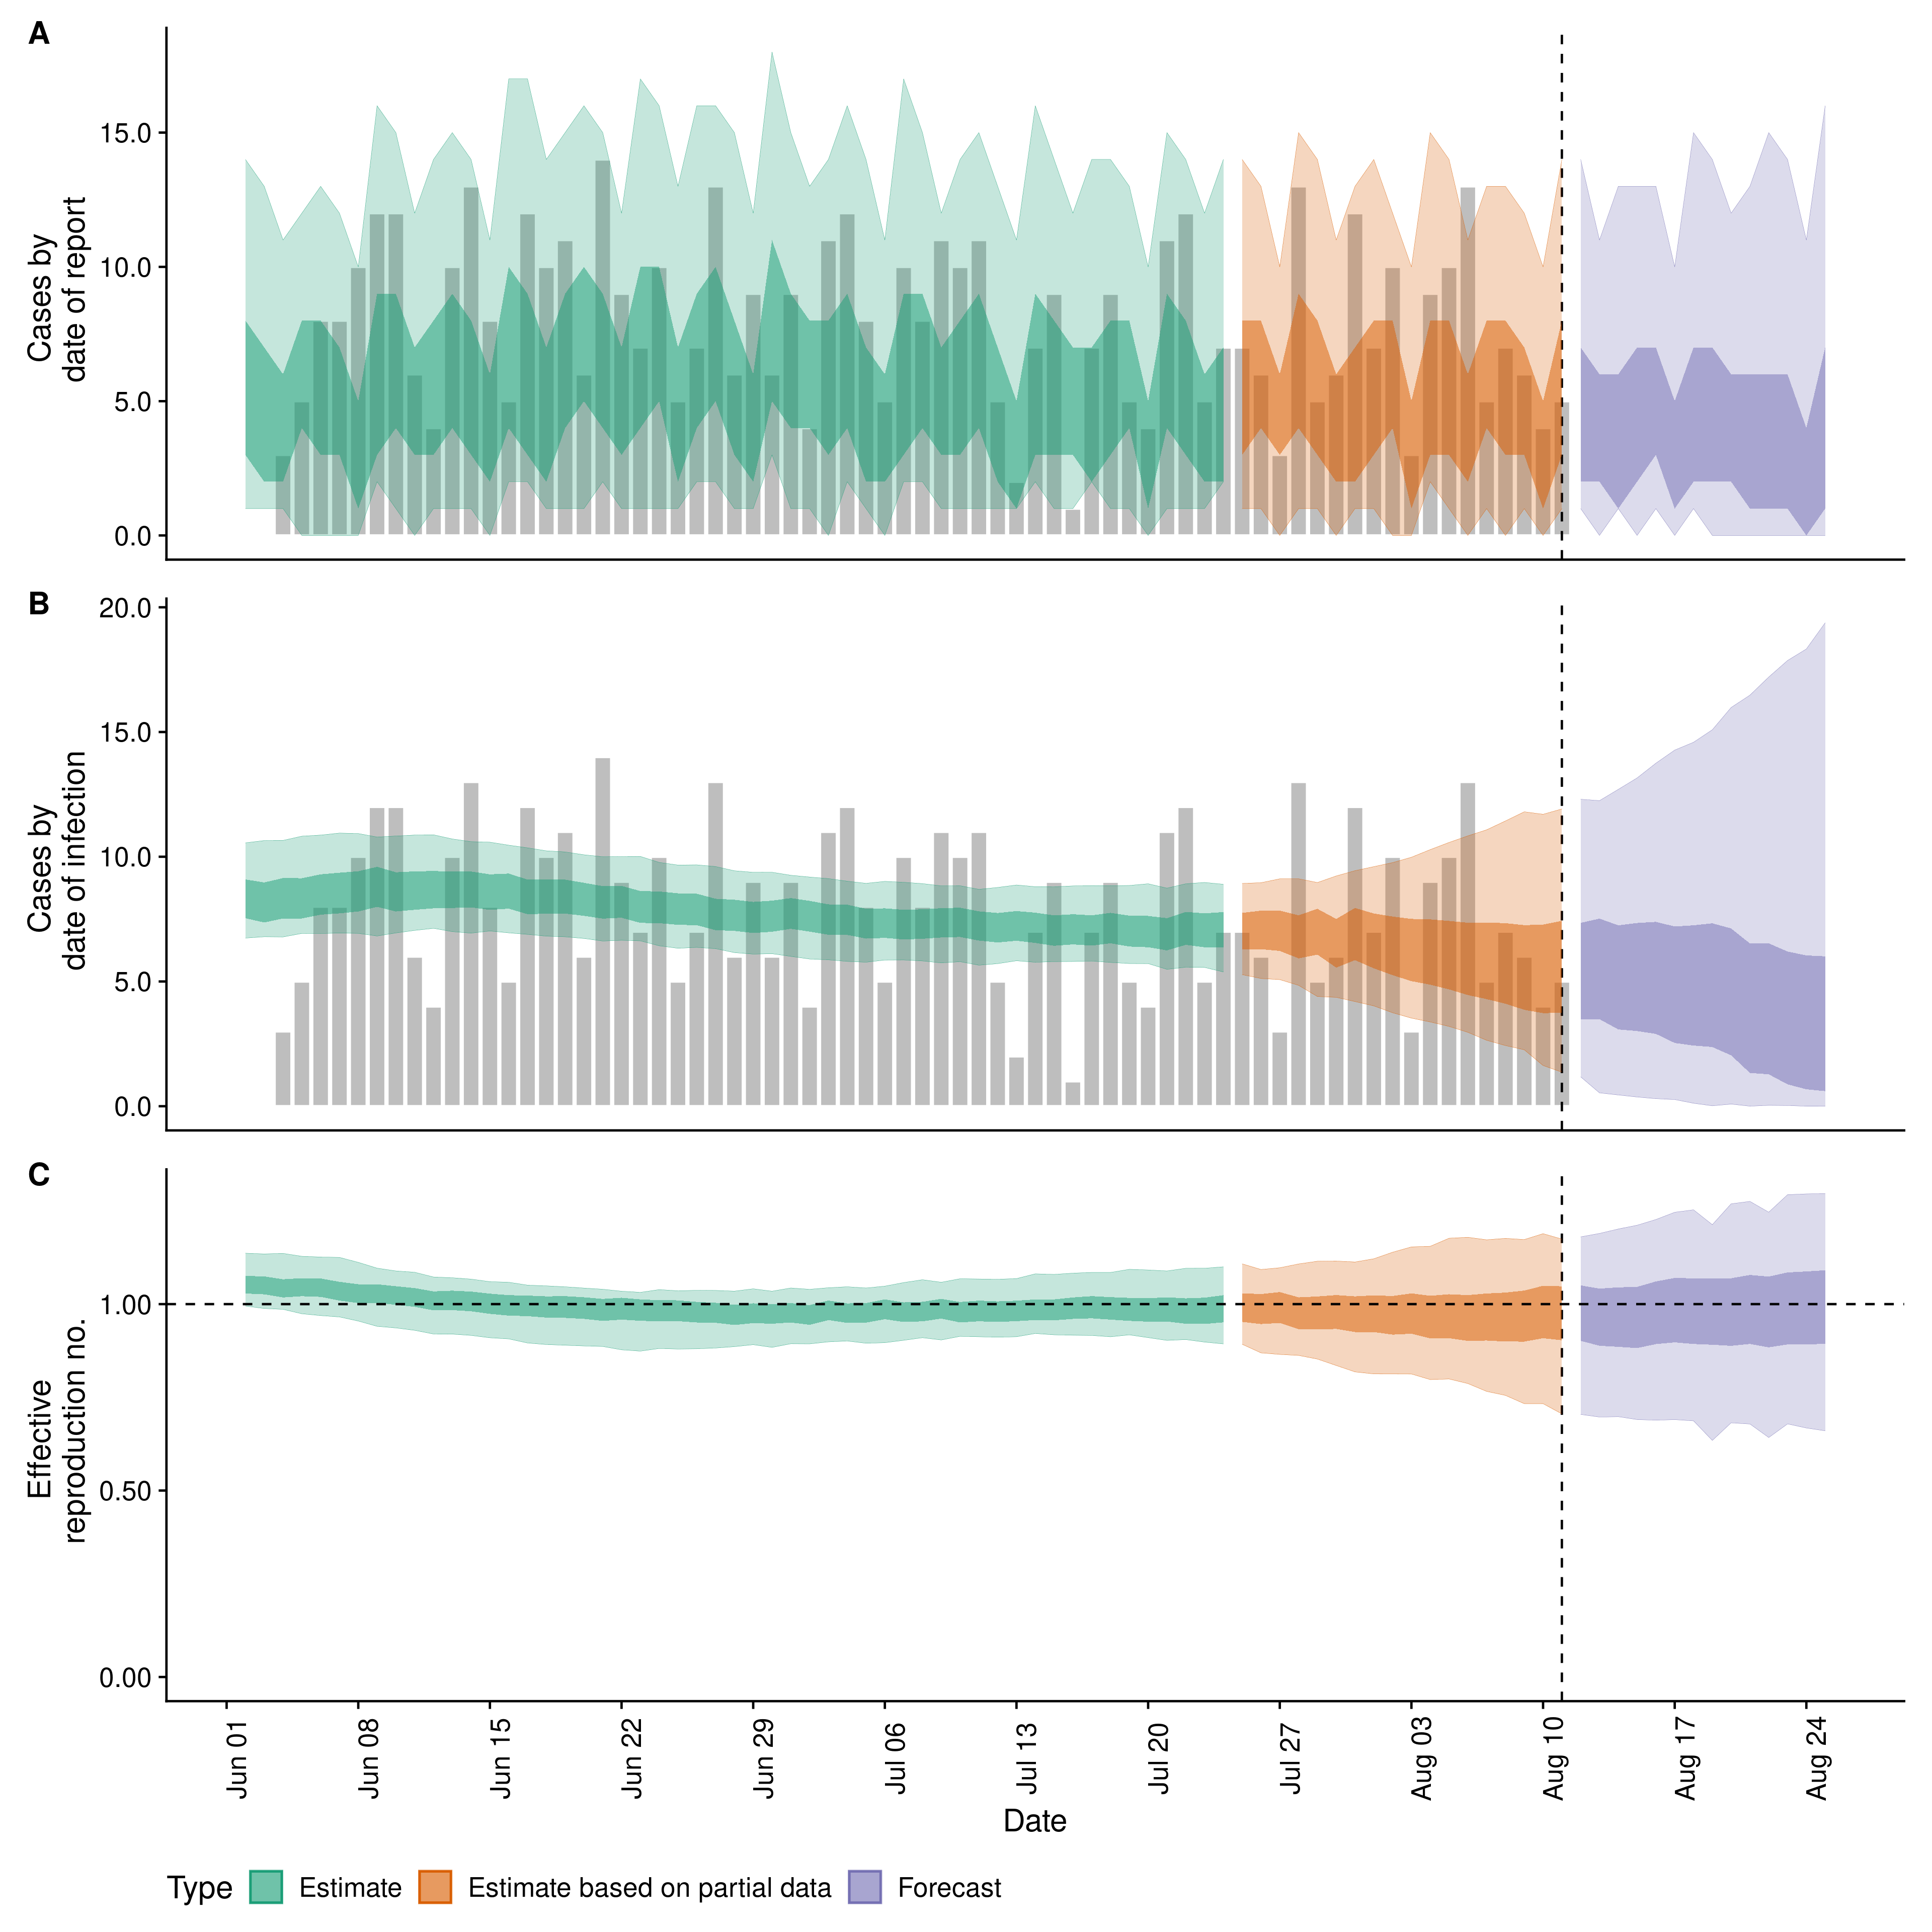 A
Cases by
date of report
15.0
10.0
5.0
0.0
B
Cases by
date of infection
20.0
15.0
10.0
5.0
0.0
C
Effective
reproduction no.
1.00
0.50
0.00
Jun 01
Jun 08
Jun 15
Jun 22
Jun 29
Jul 06
Jul 13
Jul 20
Jul 27
Aug 03
Aug 10
Aug 17
Aug 24
Date
Type
Estimate
Estimate based on partial data
Forecast